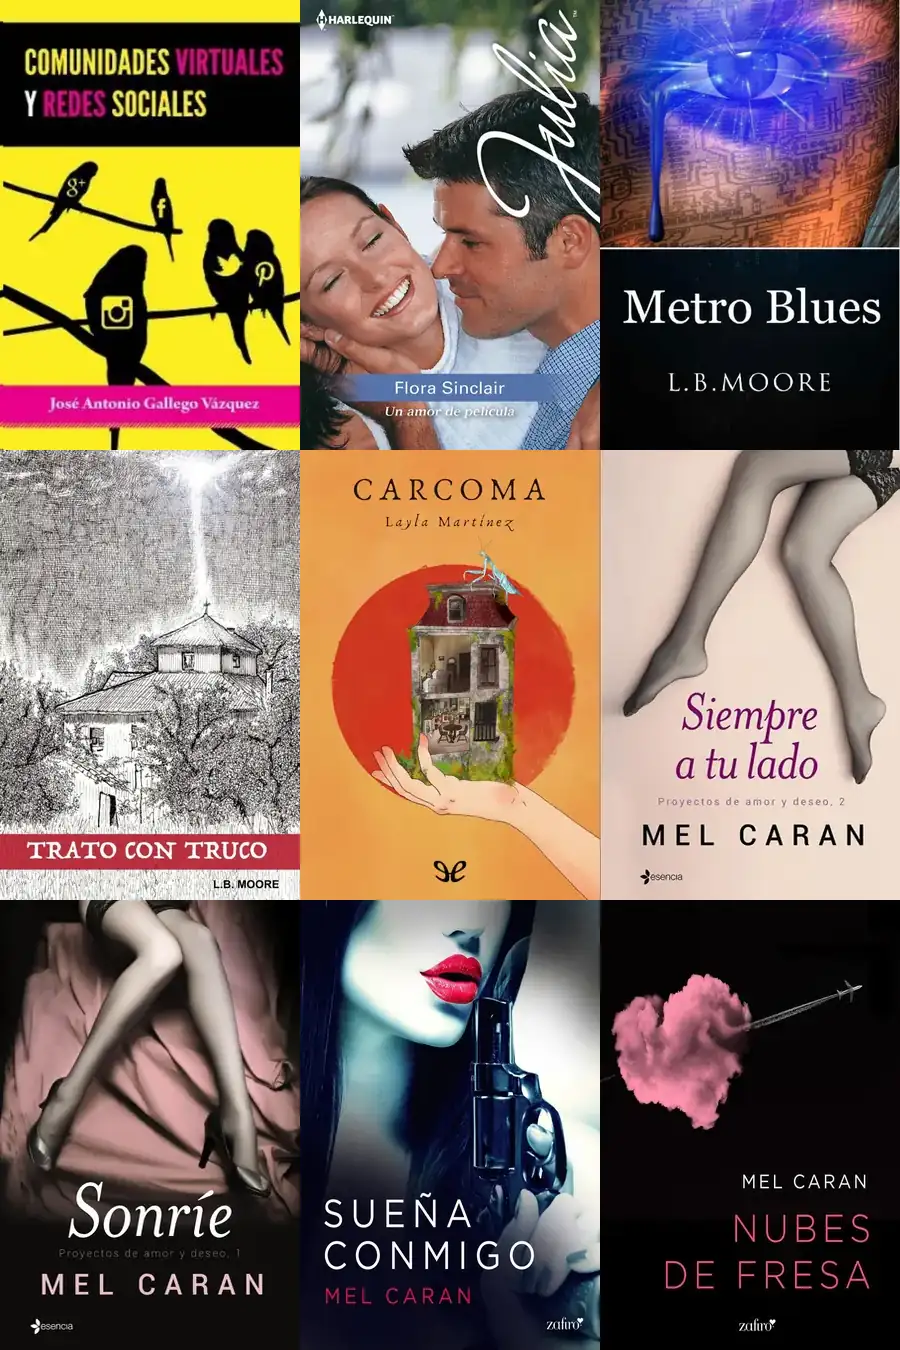 COMUNIDADES VIRTUALES
Y REDES SOCIALES
g+
f
José Antonio Gallego Vázquez
HARLEQUIN™
Julia™
Flora Sinclair
Un amor de película
Metro Blues
L.B.MOORE
TRATO CON TRUCO
L.B. MOORE
CARCOMA
Layla Martínez
Siempre
a tu lado
Proyectos de amor y deseo, 2
MEL CARAN
esencia
Sonríe
Proyectos de amor y deseo, 1
MEL CARAN
esencia
SUEÑA
CONMIGO
MEL CARAN
zafiro
MEL CARAN
NUBES
DE FRESA
zafiro